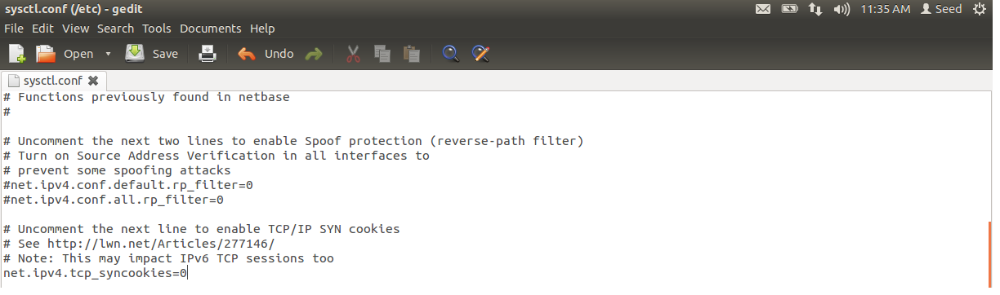 sysctl.conf (/etc) - gedit
11:35 AM
Seed
File Edit View Search Tools Documents Help
Open
Save
Undo
sysctl.conf
# Functions previously found in netbase
#
# Uncomment the next two lines to enable Spoof protection (reverse-path filter)
# Turn on Source Address Verification in all interfaces to
# prevent some spoofing attacks
#net.ipv4.conf.default.rp_filter=0
#net.ipv4.conf.all.rp_filter=0
# Uncomment the next line to enable TCP/IP SYN cookies
# See http://lwn.net/Articles/277146/
# Note: This may impact IPv6 TCP sessions too
net.ipv4.tcp_syncookies=0